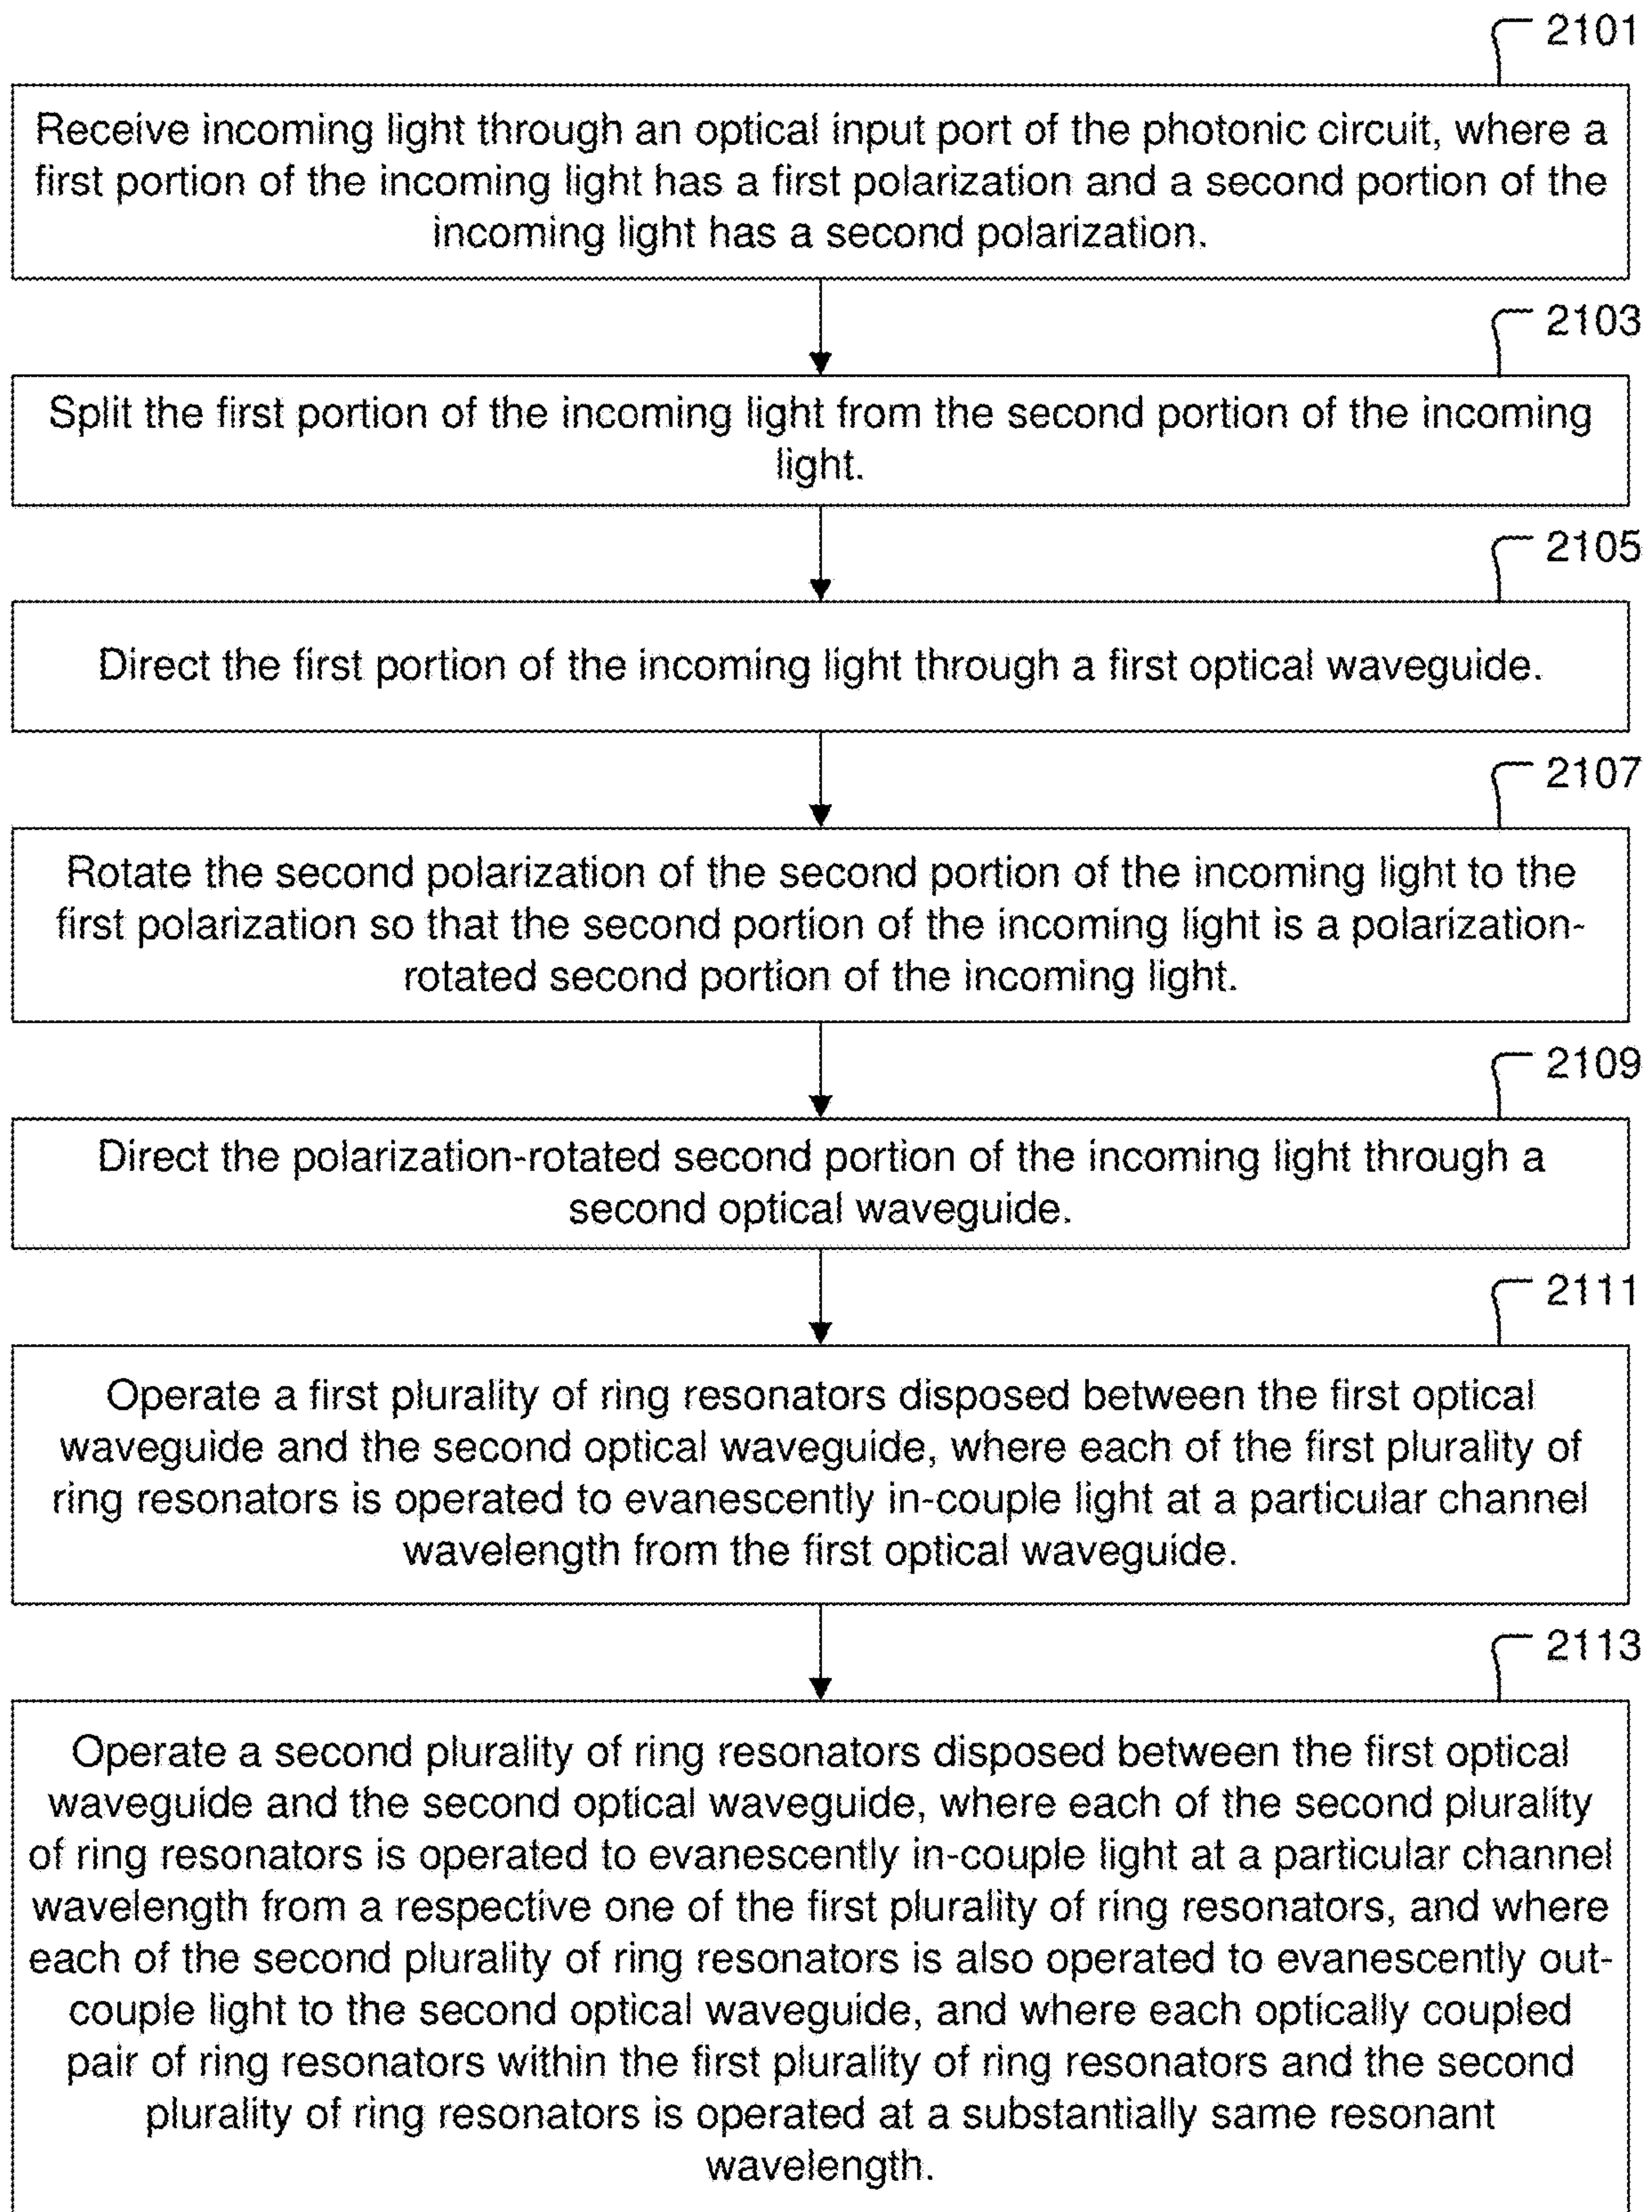 2101
Receive incoming light through an optical input port of the photonic circuit, where a
first portion of the incoming light has a first polarization and a second portion of the
incoming light has a second polarization.
2103
Split the first portion of the incoming light from the second portion of the incoming
light.
2105
Direct the first portion of the incoming light through a first optical waveguide.
2107
Rotate the second polarization of the second portion of the incoming light to the
first polarization so that the second portion of the incoming light is a polarization-
rotated second portion of the incoming light.
2109
Direct the polarization-rotated second portion of the incoming light through a
second optical waveguide.
2111
Operate a first plurality of ring resonators disposed between the first optical
waveguide and the second optical waveguide, where each of the first plurality of
ring resonators is operated to evanescently in-couple light at a particular channel
wavelength from the first optical waveguide.
2113
Operate a second plurality of ring resonators disposed between the first optical
waveguide and the second optical waveguide, where each of the second plurality
of ring resonators is operated to evanescently in-couple light at a particular channel
wavelength from a respective one of the first plurality of ring resonators, and where
each of the second plurality of ring resonators is also operated to evanescently out-
couple light to the second optical waveguide, and where each optically coupled
pair of ring resonators within the first plurality of ring resonators and the second
plurality of ring resonators is operated at a substantially same resonant
wavelength.